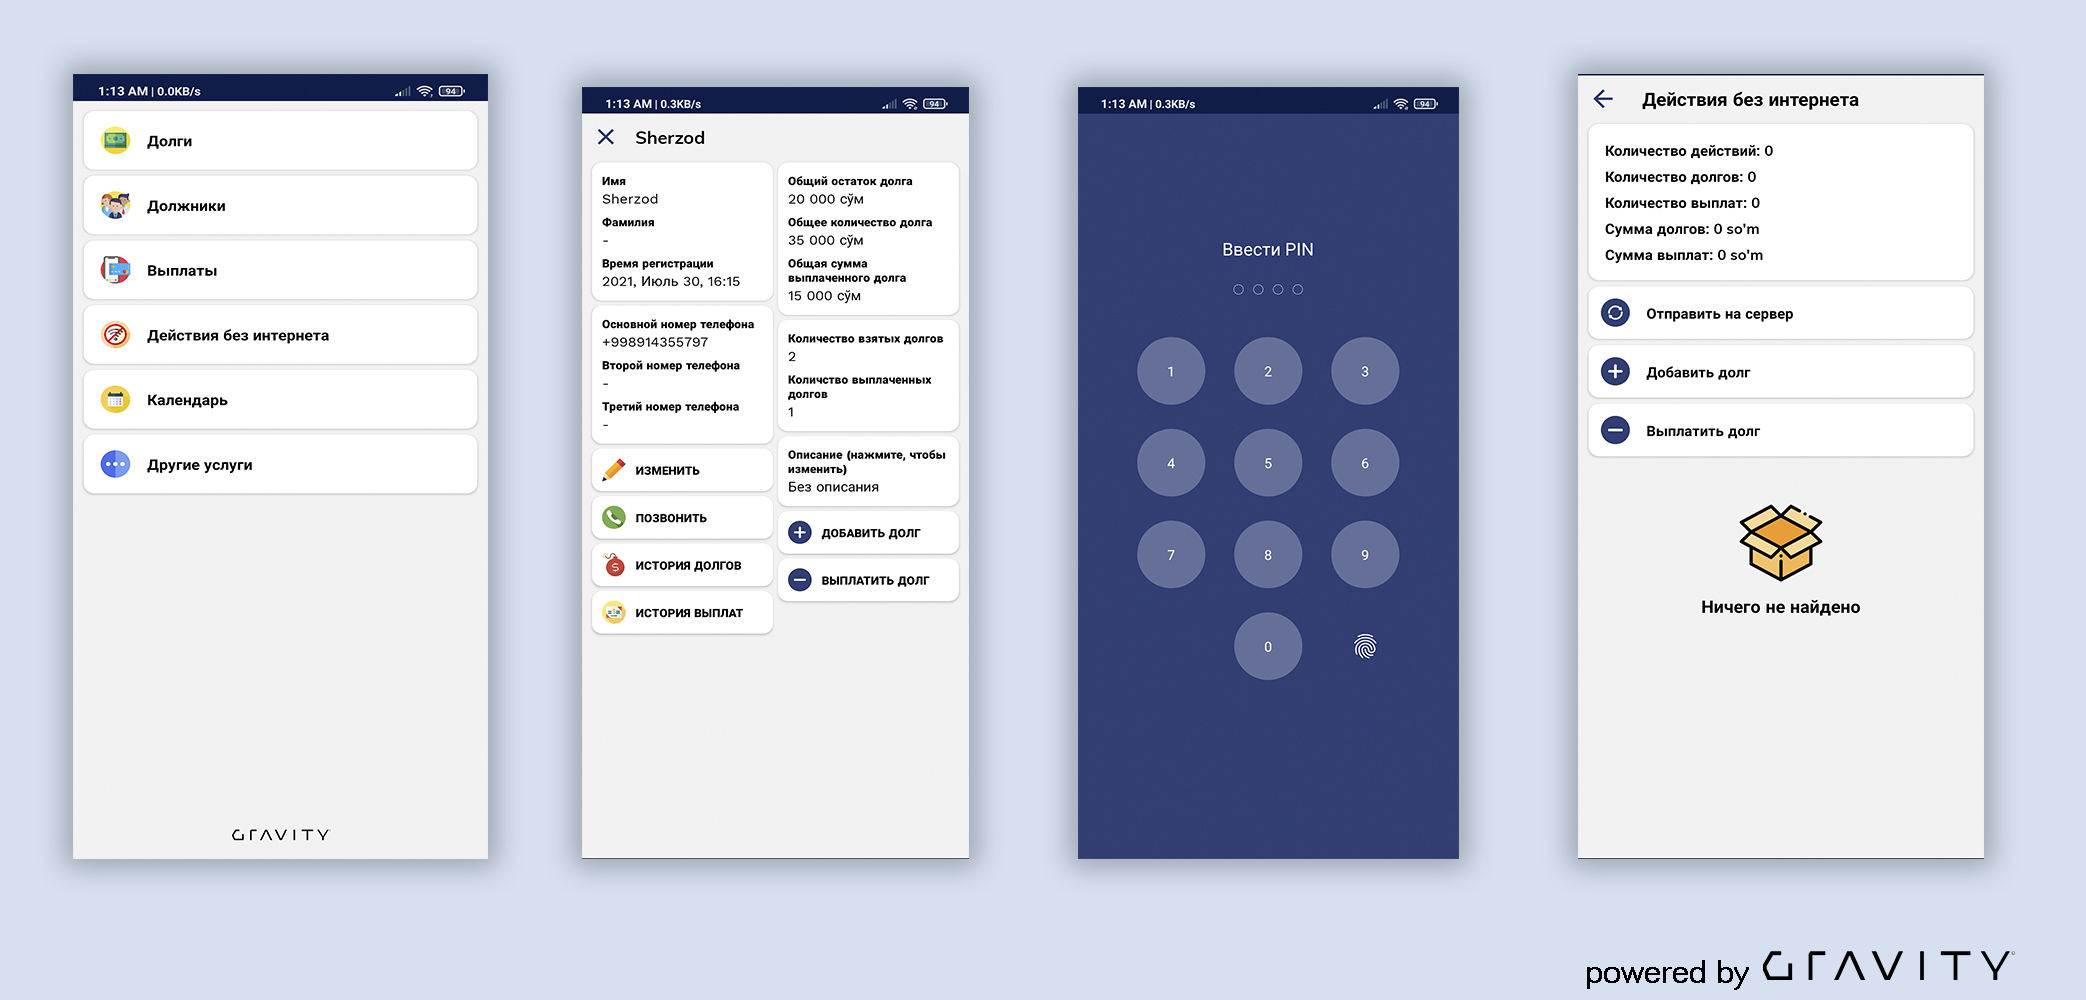 1:13 AM | 0.0KB/s
94
Долги
Должники
Выплаты
Действия без интернета
Календарь
Другие услуги
GRAVITY
1:13 AM | 0.3KB/s
94
Sherzod
Имя
Sherzod
Фамилия
-
Время регистрации
2021, Июль 30, 16:15
Основной номер телефона
+998914355797
Второй номер телефона
-
Третий номер телефона
-
ИЗМЕНИТЬ
ПОЗВОНИТЬ
ИСТОРИЯ ДОЛГОВ
ИСТОРИЯ ВЫПЛАТ
Общий остаток долга
20 000 сўм
Общее количество долга
35 000 сўм
Общая сумма
выплаченного долга
15 000 сўм
Количество взятых долгов
2
Количство выплаченных
долгов
1
Описание (нажмите, чтобы
изменить)
Без описания
ДОБАВИТЬ ДОЛГ
ВЫПЛАТИТЬ ДОЛГ
1:13 AM | 0.3KB/s
94
Ввести PIN
1 2 3
4 5 6
7 8 9
0
Действия без интернета
Количество действий: 0
Количество долгов: 0
Количество выплат: 0
Сумма долгов: 0 so'm
Сумма выплат: 0 so'm
Отправить на сервер
Добавить долг
Выплатить долг
Ничего не найдено
powered by GRAVITY